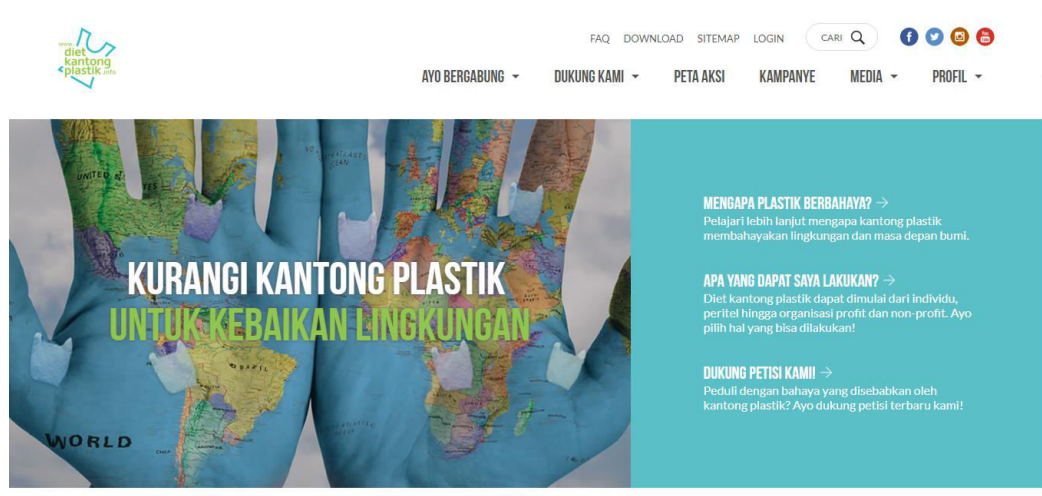 www.
diet
kantong
plastik.info
FAQ DOWNLOAD SITEMAP LOGIN CARI
AYO BERGABUNG DUKUNG KAMI PETA AKSI KAMPANYE MEDIA PROFIL
UNITED STATES
WORLD
BRAZIL
KURANGI KANTONG PLASTIK
UNTUK KEBAIKAN LINGKUNGAN
MENGAPA PLASTIK BERBAHAYA? →
Pelajari lebih lanjut mengapa kantong plastik
membahayakan lingkungan dan masa depan bumi.
APA YANG DAPAT SAYA LAKUKAN? →
Diet kantong plastik dapat dimulai dari individu,
peritel hingga organisasi profit dan non-profit. Ayo
pilih hal yang bisa dilakukan!
DUKUNG PETISI KAMI! →
Peduli dengan bahaya yang disebabkan oleh
kantong plastik? Ayo dukung petisi terbaru kami!